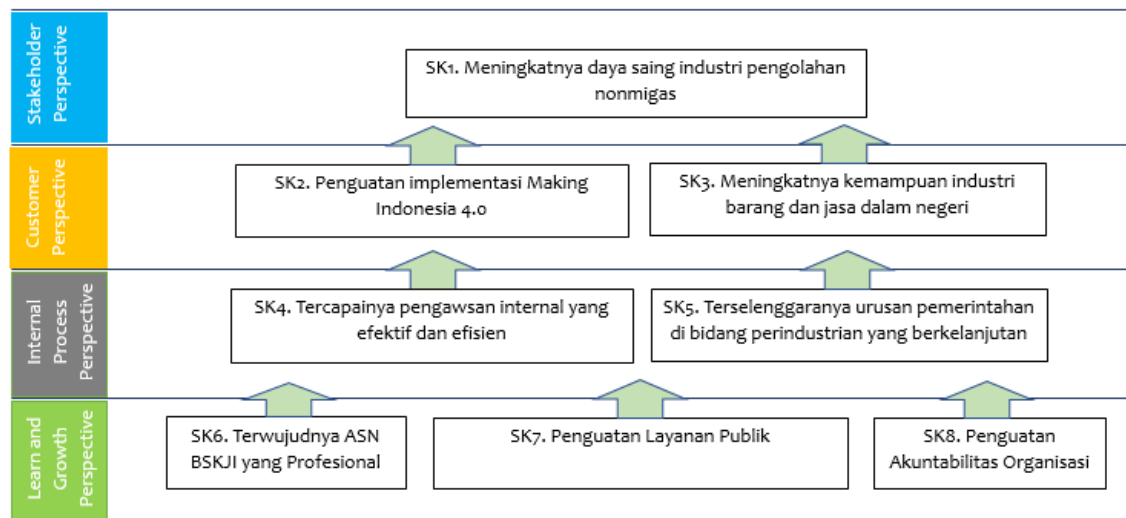 Stakeholder
Perspective
SK1. Meningkatnya daya saing industri pengolahan
nonmigas
Customer
Perspective
SK2. Penguatan implementasi Making
Indonesia 4.0
SK3. Meningkatnya kemampuan industri
barang dan jasa dalam negeri
Internal
Process
Perspective
SK4. Tercapainya pengawsan internal yang
efektif dan efisien
SK5. Terselenggaranya urusan pemerintahan
di bidang perindustrian yang berkelanjutan
Learn and
Growth
Perspective
SK6. Terwujudnya ASN
BSKJI yang Profesional
SK7. Penguatan Layanan Publik
SK8. Penguatan
Akuntabilitas Organisasi